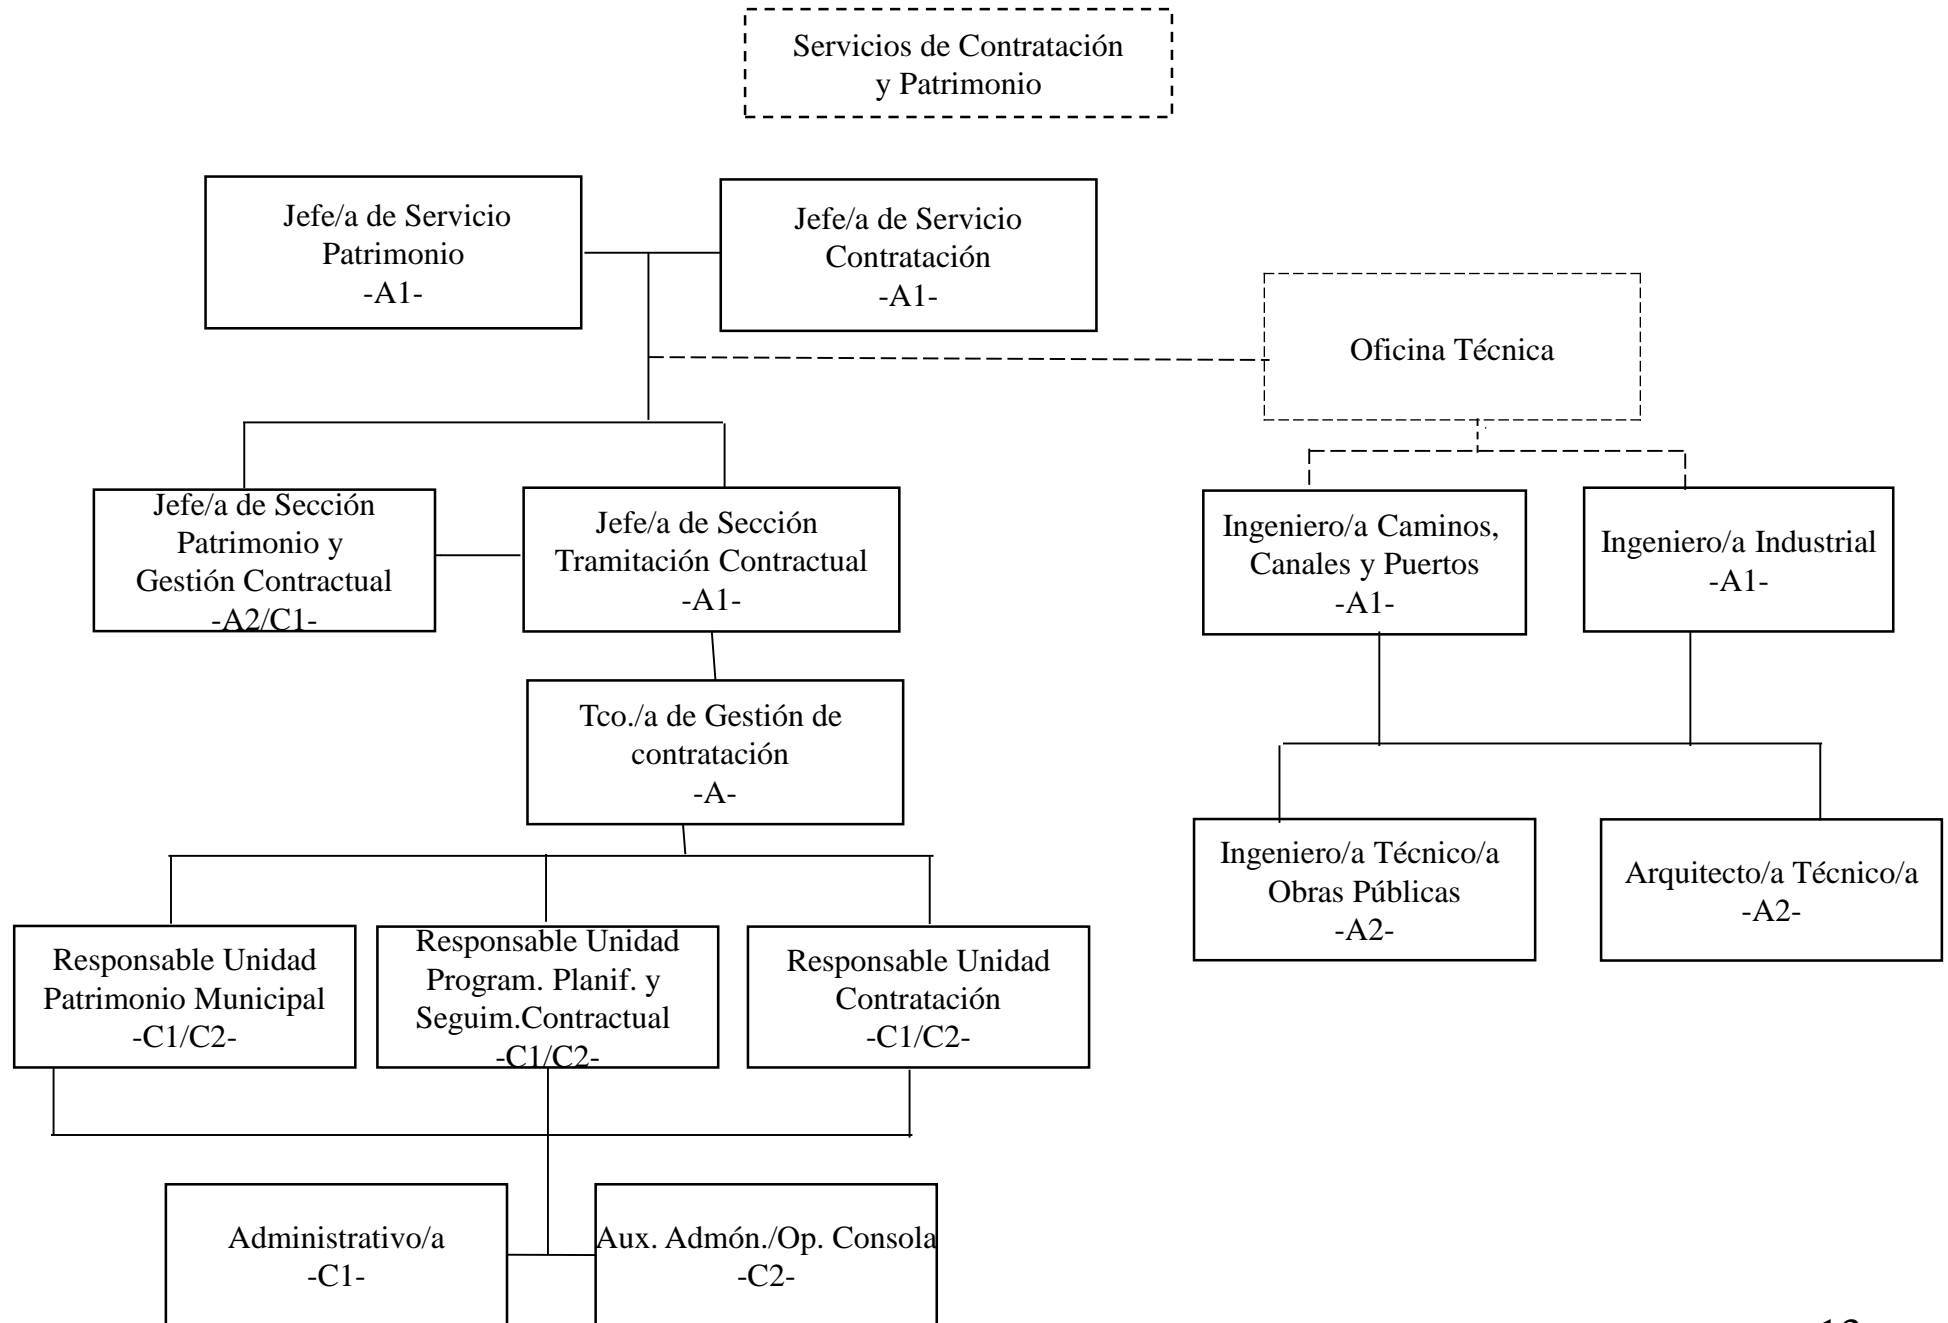 Servicios de Contratación
y Patrimonio
Jefe/a de Servicio
Patrimonio
-A1-
Jefe/a de Servicio
Contratación
-A1-
Oficina Técnica
Jefe/a de Sección
Patrimonio y
Gestión Contractual
-A2/C1-
Jefe/a de Sección
Tramitación Contractual
-A1-
Ingeniero/a Caminos,
Canales y Puertos
-A1-
Ingeniero/a Industrial
-A1-
Tco./a de Gestión de
contratación
-A-
Ingeniero/a Técnico/a
Obras Públicas
-A2-
Arquitecto/a Técnico/a
-A2-
Responsable Unidad
Patrimonio Municipal
-C1/C2-
Responsable Unidad
Program. Planif. y
Seguim.Contractual
-C1/C2-
Responsable Unidad
Contratación
-C1/C2-
Administrativo/a
-C1-
Aux. Admón./Op. Consola
-C2-